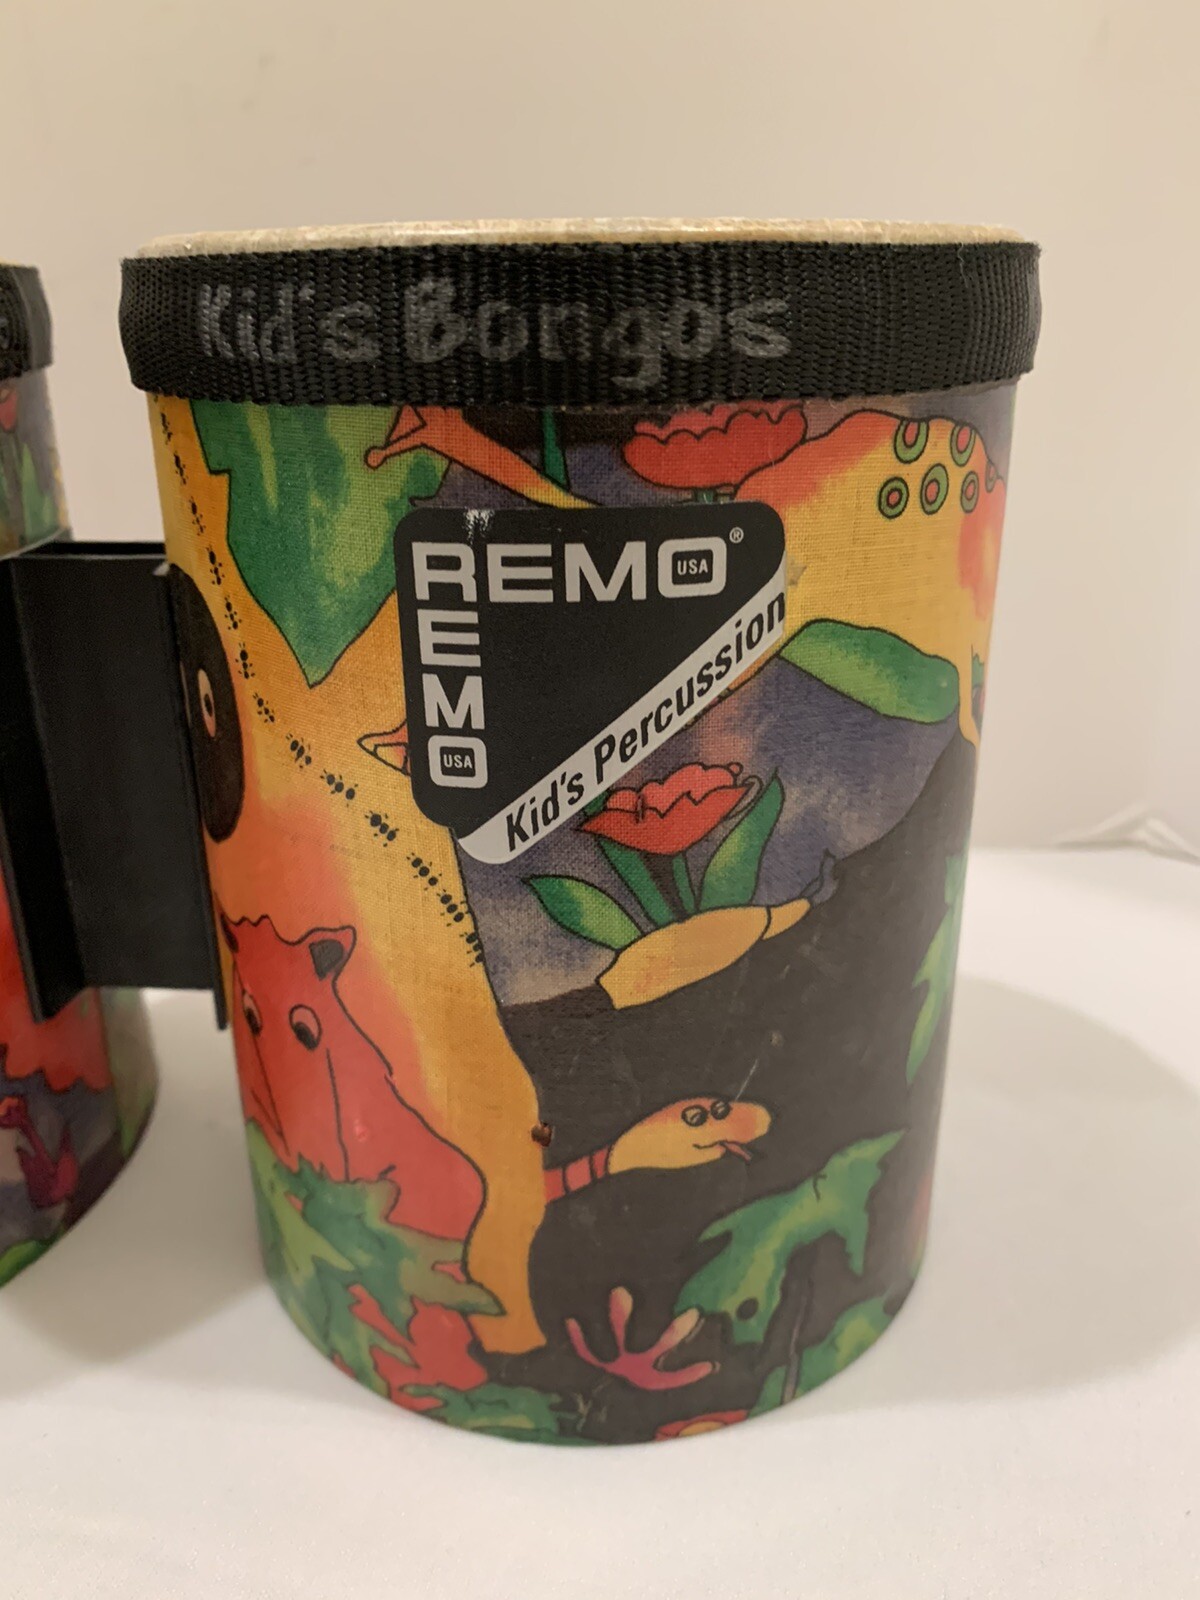 Kid's Bongos
REMO USA ®
REMO USA
Kid's Percussion